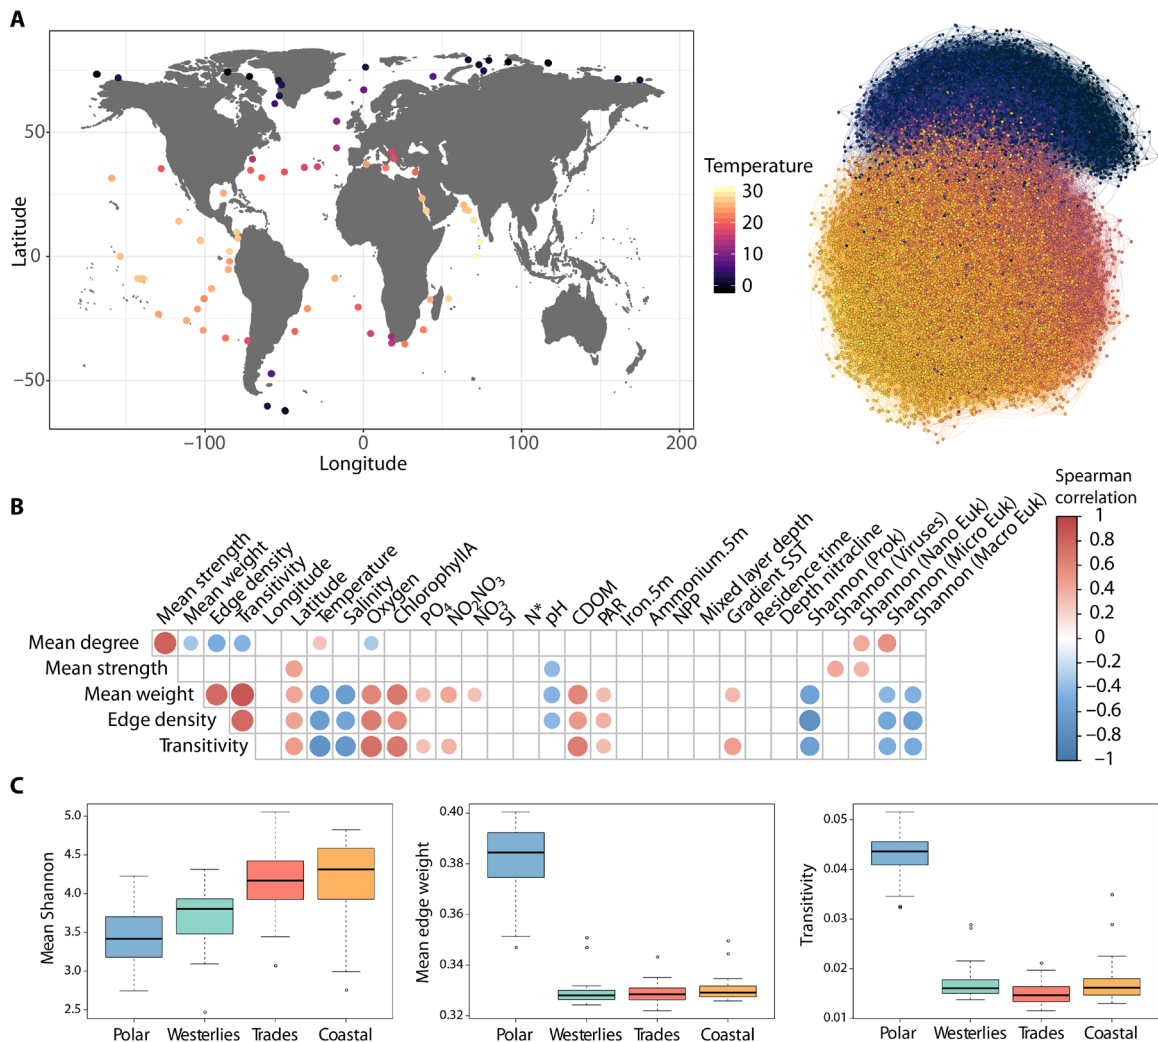 A
Latitude
50
0
−50
−100
0
100
200
Longitude
Temperature
30
20
10
0
B
Mean strength
Mean weight
Edge density
Transitivity
Longitude
Latitude
Temperature
Salinity
Oxygen
ChlorophyllA
PO4
NO2NO3
NO3
Si
N*
pH
CDOM
PAR
Iron.5m
Ammonium.5m
NPP
Mixed layer depth
Gradient SST
Residence time
Depth nitracline
Shannon (Prok)
Shannon (Viruses)
Shannon (Nano Euk)
Shannon (Micro Euk)
Shannon (Macro Euk)
Mean degree
Mean strength
Mean weight
Edge density
Transitivity
Spearman
correlation
1
0.8
0.6
0.4
0.2
0
−0.2
−0.4
−0.6
−0.8
−1
C
Mean Shannon
5.0
4.5
4.0
3.5
3.0
2.5
Polar
Westerlies
Trades
Coastal
Mean edge weight
0.40
0.38
0.36
0.34
0.32
Polar
Westerlies
Trades
Coastal
Transitivity
0.05
0.04
0.03
0.02
0.01
Polar
Westerlies
Trades
Coastal